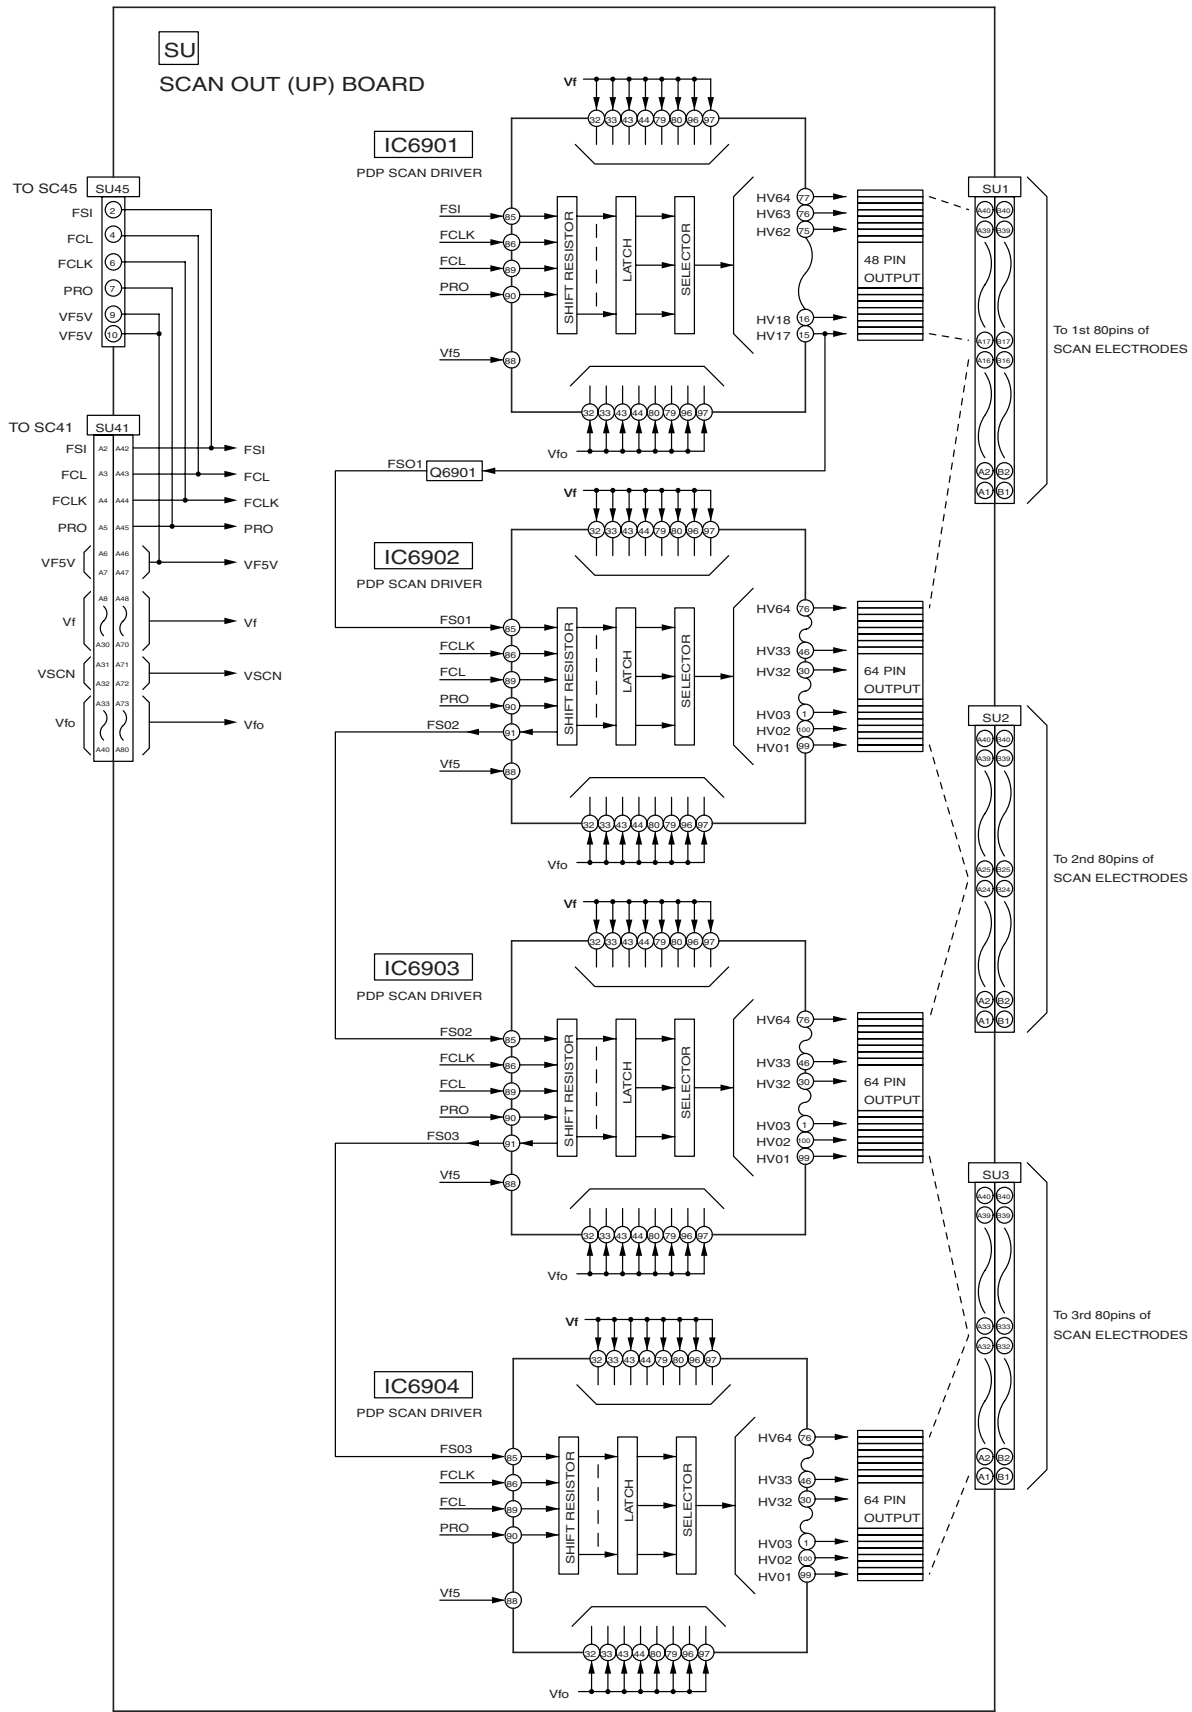 SU
SCAN OUT (UP) BOARD
TO SC45 SU45
FSI 2
FCL 4
FCLK 6
PRO 7
VF5V 9
VF5V 10
TO SC41 SU41
FSI A2 A42 FSI
FCL A3 A43 FCL
FCLK A4 A44 FCLK
PRO A5 A45 PRO
VF5V A6 A46 A7 A47 VF5V
Vf A8 A48 A30 A70 Vf
VSCN A31 A71 A32 A72 VSCN
Vfo A33 A73 A40 A80 Vfo
IC6901
PDP SCAN DRIVER
Vf
32 33 43 44 79 80 96 97
FSI 85
FCLK 86
FCL 89
PRO 90
Vf5 88
SHIFT RESISTOR
LATCH
SELECTOR
HV64 77
HV63 76
HV62 75
HV18 16
HV17 15
48 PIN
OUTPUT
32 33 43 44 80 79 96 97
Vfo
FSO1 Q6901
IC6902
PDP SCAN DRIVER
Vf
32 33 43 44 79 80 96 97
FS01 85
FCLK 86
FCL 89
PRO 90
FS02 91
Vf5 88
SHIFT RESISTOR
LATCH
SELECTOR
HV64 76
HV33 46
HV32 30
HV03 1
HV02 100
HV01 99
64 PIN
OUTPUT
32 33 43 44 80 79 96 97
Vfo
IC6903
PDP SCAN DRIVER
Vf
32 33 43 44 79 80 96 97
FS02 85
FCLK 86
FCL 89
PRO 90
FS03 91
Vf5 88
SHIFT RESISTOR
LATCH
SELECTOR
HV64 76
HV33 46
HV32 30
HV03 1
HV02 100
HV01 99
64 PIN
OUTPUT
32 33 43 44 80 79 96 97
Vfo
IC6904
PDP SCAN DRIVER
Vf
32 33 43 44 79 80 96 97
FS03 85
FCLK 86
FCL 89
PRO 90
Vf5 88
SHIFT RESISTOR
LATCH
SELECTOR
HV64 76
HV33 46
HV32 30
HV03 1
HV02 100
HV01 99
64 PIN
OUTPUT
32 33 43 44 80 79 96 97
Vfo
SU1
A40 B40
A39 B39
A17 B17
A16 B16
A2 B2
A1 B1
To 1st 80pins of
SCAN ELECTRODES
SU2
A40 B40
A39 B39
A25 B25
A24 B24
A2 B2
A1 B1
To 2nd 80pins of
SCAN ELECTRODES
SU3
A40 B40
A39 B39
A33 B33
A32 B32
A2 B2
A1 B1
To 3rd 80pins of
SCAN ELECTRODES